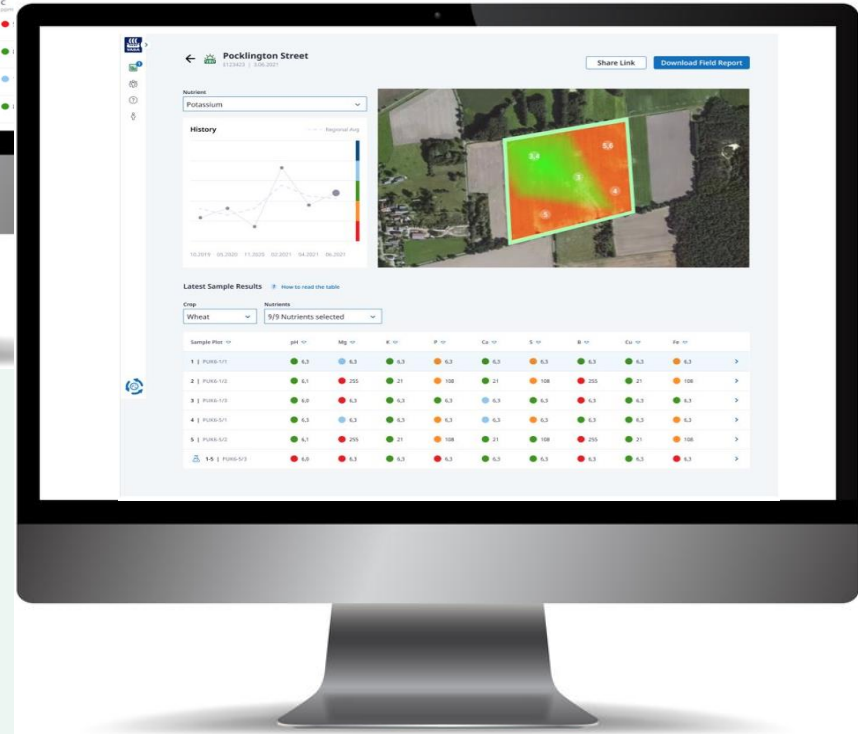 C
YARA
Pocklington Street
Share Link
Download Field Report
Nutrient
Potassium
History
Regional Avg
10.2019 05.2020 11.2020 02.2021 04.2021 06.2021
Latest Sample Results How to read the table
Crop Nutrients
Wheat 9/9 Nutrients selected
Sample Plot pH Mg K P Ca S B Cu Fe
1 | PUX6-1/1 6,3 6,3 6,3 6,3 6,3 6,3 6,3 6,3 6,3
2 | PUX6-1/2 6,1 255 21 108 21 108 255 21 108
3 | PUX6-1/3 6,0 6,3 6,3 6,3 6,3 6,3 6,3 6,3 6,3
4 | PUX6-5/1 6,3 6,3 6,3 6,3 6,3 6,3 6,3 6,3 6,3
5 | PUX6-5/2 6,1 255 21 108 21 108 255 21 108
1-5 | PUX6-5/3 6,0 6,3 6,3 6,3 6,3 6,3 6,3 6,3 6,3